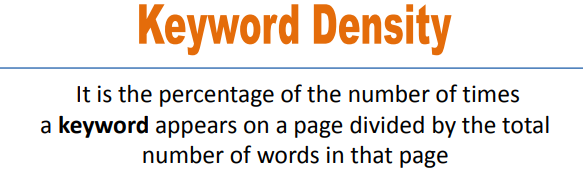 Keyword Density
It is the percentage of the number of times
a keyword appears on a page divided by the total
number of words in that page